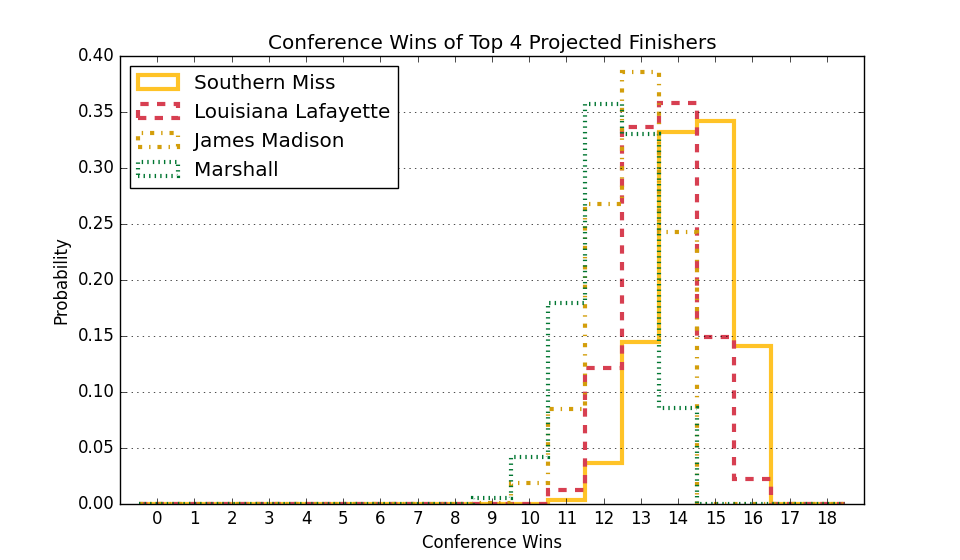 Conference Wins of Top 4 Projected Finishers
0.40
0.35
0.30
0.25
0.20
0.15
0.10
0.05
0.00
Probability
Southern Miss
Louisiana Lafayette
James Madison
Marshall
0 1 2 3 4 5 6 7 8 9 10 11 12 13 14 15 16 17 18
Conference Wins